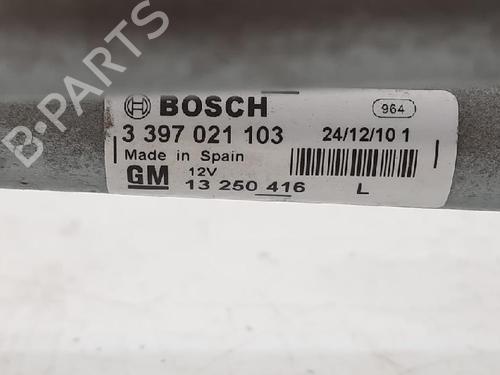 BOSCH
964
3 397 021 103
24/12/10 1
Made in Spain
GM
12V
13 250 416
L
B-PARTS